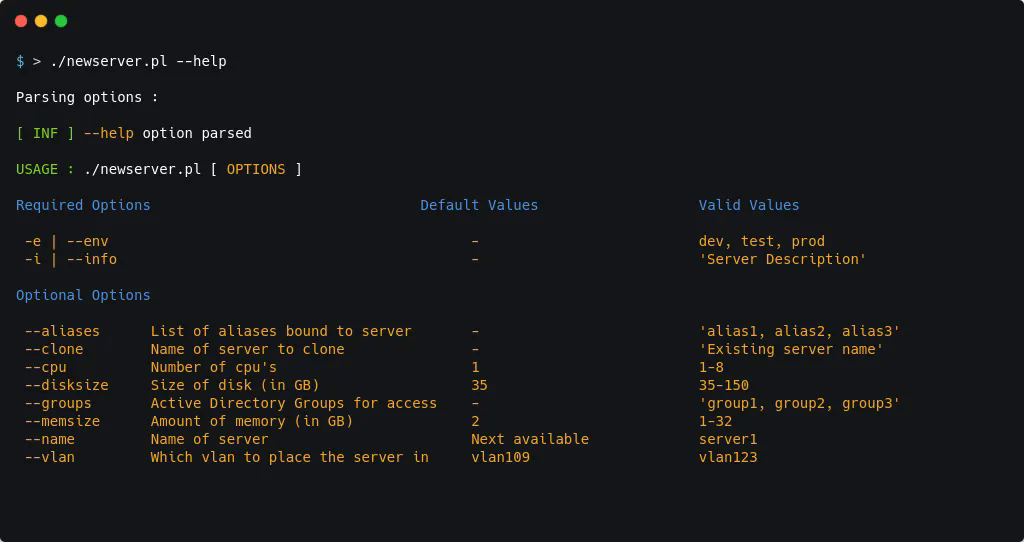 $ > ./newserver.pl --help
Parsing options :
[ INF ] --help option parsed
USAGE : ./newserver.pl [ OPTIONS ]
Required Options Default Values Valid Values
-e | --env - dev, test, prod
-i | --info - 'Server Description'
Optional Options
--aliases List of aliases bound to server - 'alias1, alias2, alias3'
--clone Name of server to clone - 'Existing server name'
--cpu Number of cpu's 1 1-8
--disksize Size of disk (in GB) 35 35-150
--groups Active Directory Groups for access - 'group1, group2, group3'
--memsize Amount of memory (in GB) 2 1-32
--name Name of server Next available server1
--vlan Which vlan to place the server in vlan109 vlan123